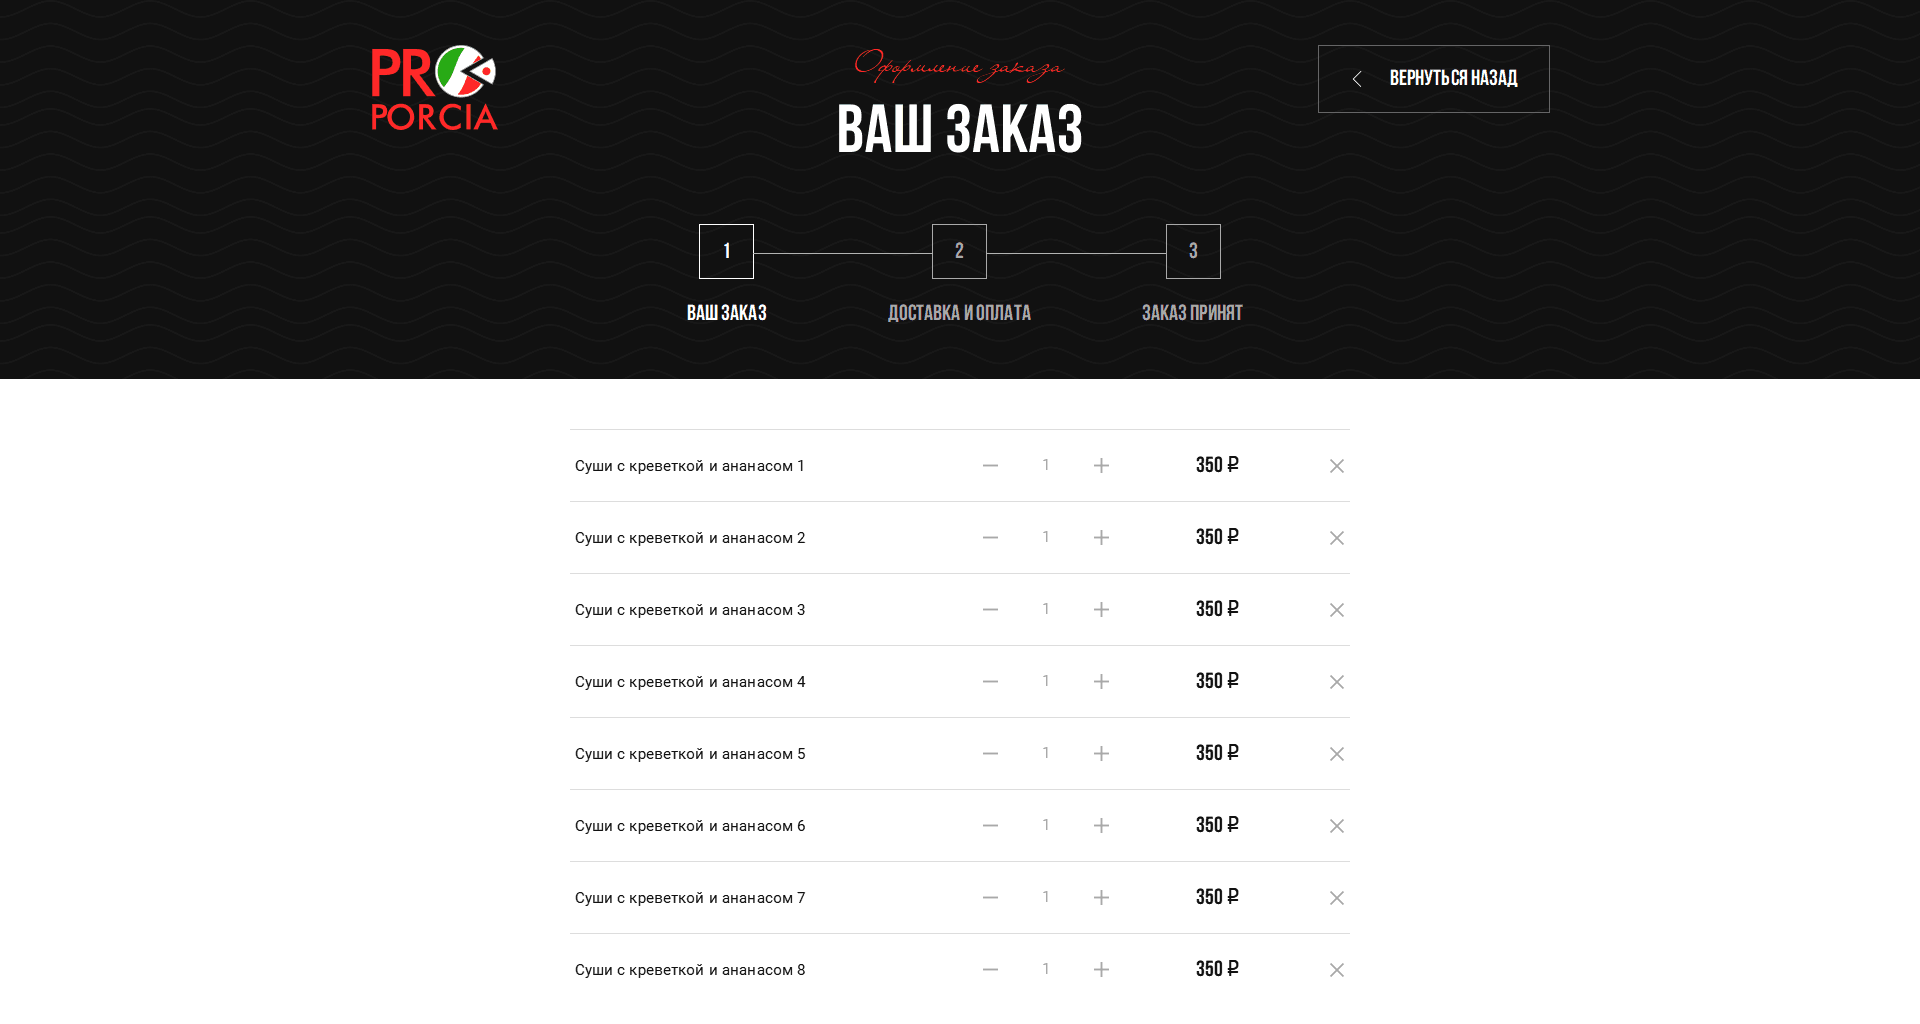 PRO
PORCIA
Оформление заказа
ВАШ ЗАКАЗ
ВЕРНУТЬСЯ НАЗАД
1 2 3
ВАШ ЗАКАЗ ДОСТАВКА И ОПЛАТА ЗАКАЗ ПРИНЯТ
Суши с креветкой и ананасом 1 1 350 ₽
Суши с креветкой и ананасом 2 1 350 ₽
Суши с креветкой и ананасом 3 1 350 ₽
Суши с креветкой и ананасом 4 1 350 ₽
Суши с креветкой и ананасом 5 1 350 ₽
Суши с креветкой и ананасом 6 1 350 ₽
Суши с креветкой и ананасом 7 1 350 ₽
Суши с креветкой и ананасом 8 1 350 ₽